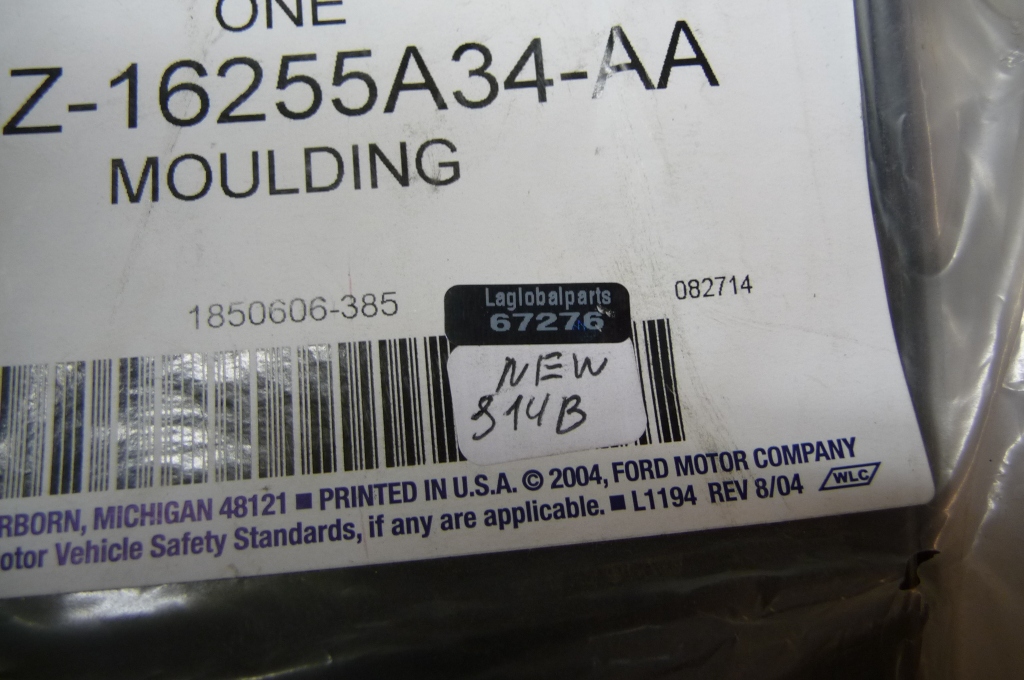 ONE
Z-16255A34-AA
MOULDING
1850606-385
Laglobalparts
67276
082714
NEW
S14B
RBORN, MICHIGAN 48121 ■ PRINTED IN U.S.A. © 2004, FORD MOTOR COMPANY
otor Vehicle Safety Standards, if any are applicable. ■ L1194 REV 8/04 WLC